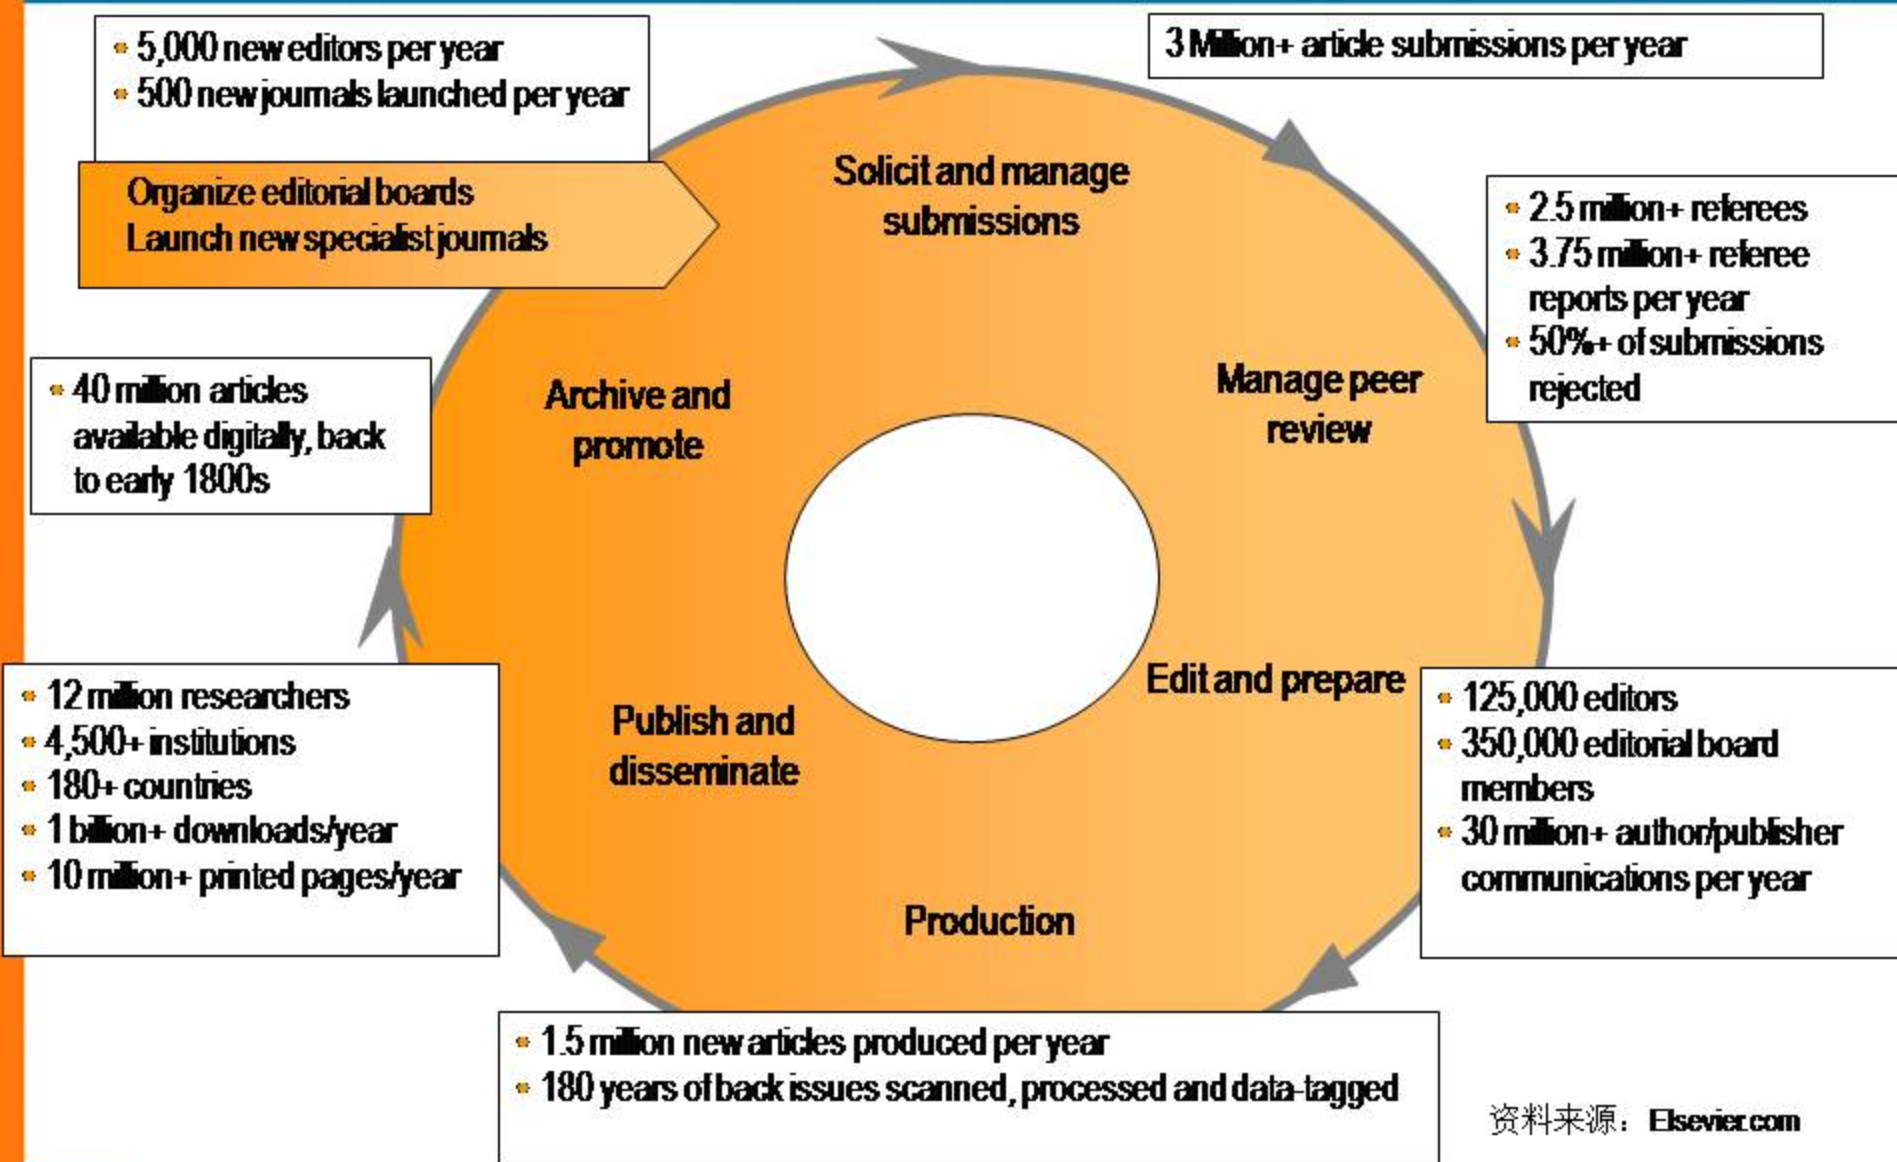 5,000 new editors per year
500 new journals launched per year
Organize editorial boards
Launch new specialist journals
3 Million+ article submissions per year
Solicit and manage
submissions
2.5 million+ referees
3.75 million+ referee
reports per year
50%+ of submissions
rejected
Manage peer
review
Archive and
promote
40 million articles
available digitally, back
to early 1800s
Edit and prepare
125,000 editors
350,000 editorial board
members
30 million+ author/publisher
communications per year
12 million researchers
4,500+ institutions
180+ countries
1 billion+ downloads/year
10 million+ printed pages/year
Publish and
disseminate
Production
1.5 million new articles produced per year
180 years of back issues scanned, processed and data-tagged
资料来源：Elsevier.com